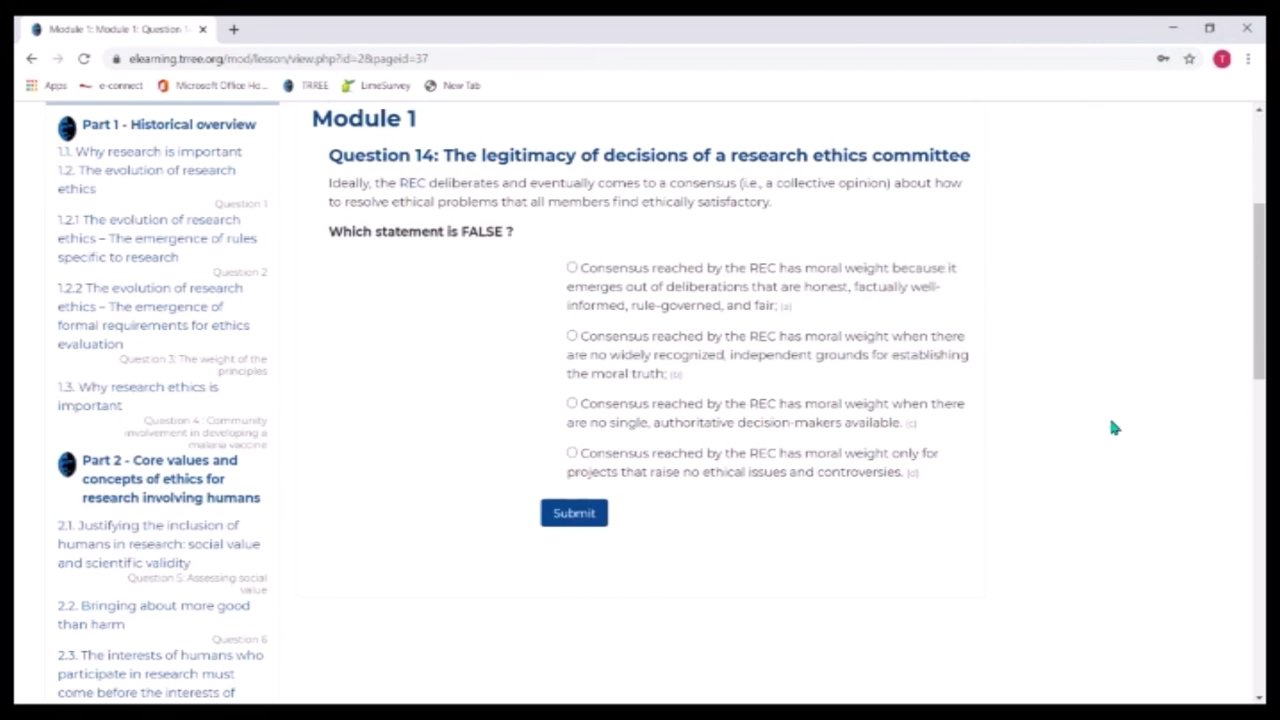 Module 1: Module 1: Question 1
elearning.trree.org/mod/lesson/view.php?id=2&pageid=37
T
Apps
e-connect
Microsoft Office Ho...
TRREE
LimeSurvey
New Tab
Part 1 - Historical overview
1.1. Why research is important
1.2. The evolution of research
ethics
Question 1
1.2.1 The evolution of research
ethics – The emergence of rules
specific to research
Question 2
1.2.2 The evolution of research
ethics – The emergence of
formal requirements for ethics
evaluation
Question 3: The weight of the
principles
1.3. Why research ethics is
important
Question 4 : Community
involvement in developing a
malaria vaccine
Part 2 - Core values and
concepts of ethics for
research involving humans
2.1. Justifying the inclusion of
humans in research: social value
and scientific validity
Question 5: Assessing social
value
2.2. Bringing about more good
than harm
Question 6
2.3. The interests of humans who
participate in research must
come before the interests of
Module 1
Question 14: The legitimacy of decisions of a research ethics committee
Ideally, the REC deliberates and eventually comes to a consensus (i.e., a collective opinion) about how
to resolve ethical problems that all members find ethically satisfactory.
Which statement is FALSE ?
Consensus reached by the REC has moral weight because it
emerges out of deliberations that are honest, factually well-
informed, rule-governed, and fair; (a)
Consensus reached by the REC has moral weight when there
are no widely recognized, independent grounds for establishing
the moral truth; (b)
Consensus reached by the REC has moral weight when there
are no single, authoritative decision-makers available. (c)
Consensus reached by the REC has moral weight only for
projects that raise no ethical issues and controversies. (d)
Submit